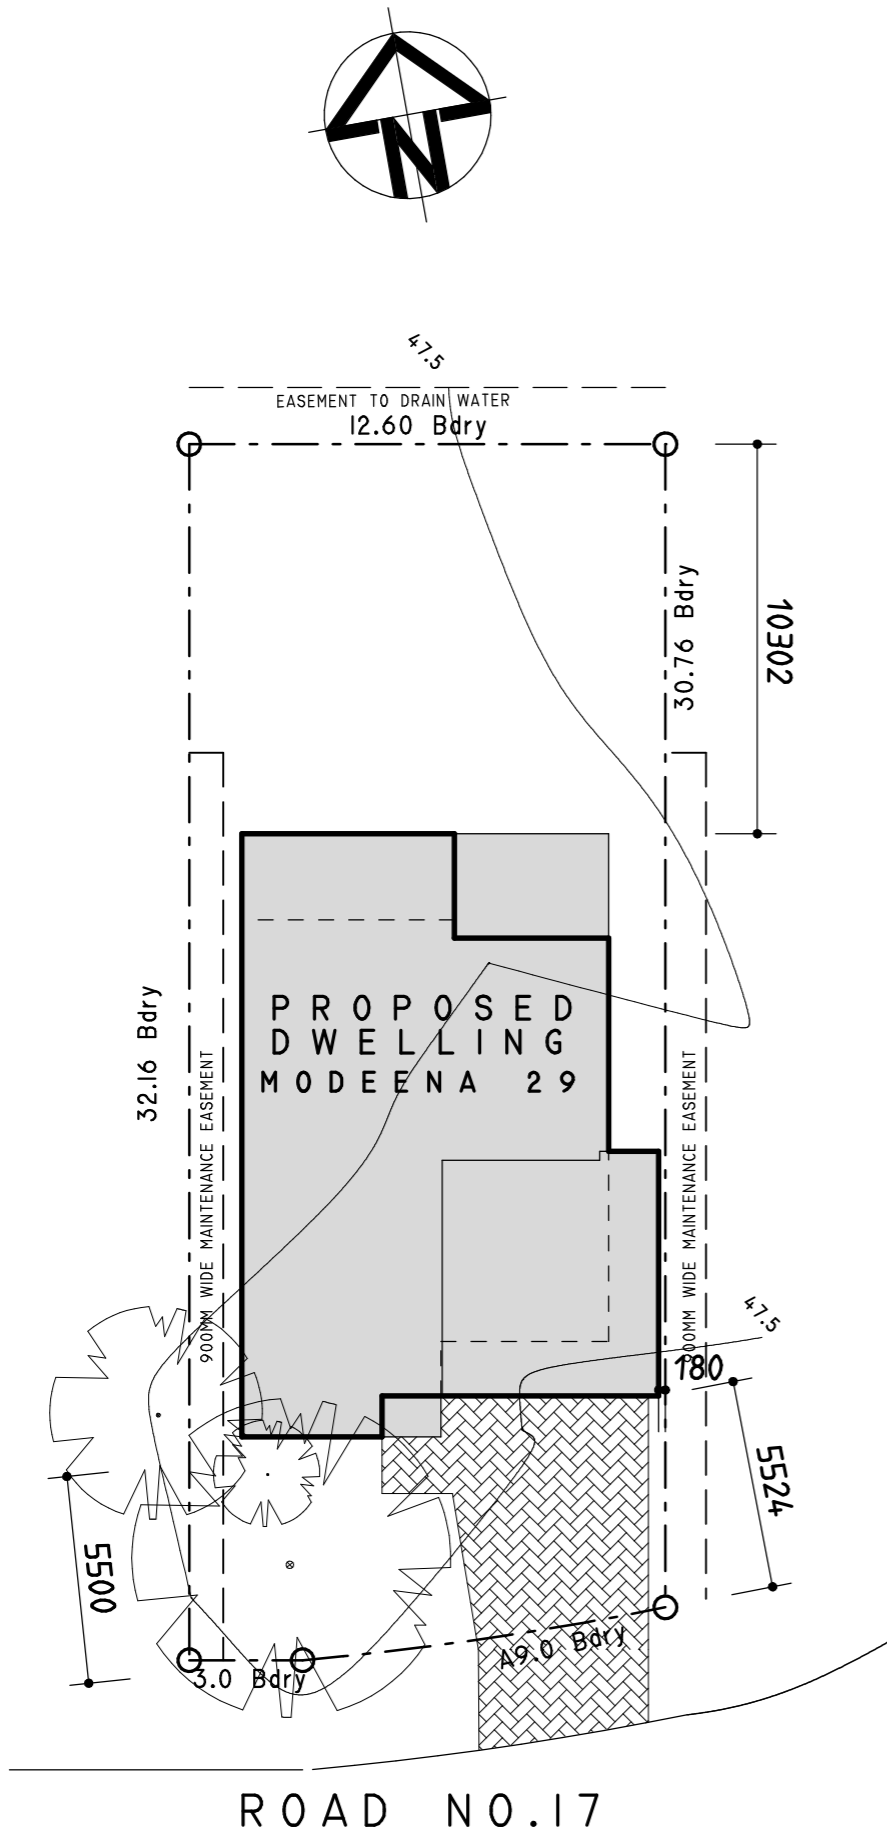 N
47.5
EASEMENT TO DRAIN WATER
12.60 Bdry
30.76 Bdry
10302
PROPOSED
DWELLING
MODEENA 29
32.16 Bdry
900MM WIDE MAINTENANCE EASEMENT
900MM WIDE MAINTENANCE EASEMENT
47.5
180
5524
5500
3.0 Bdry
A9.0 Bdry
ROAD NO.17